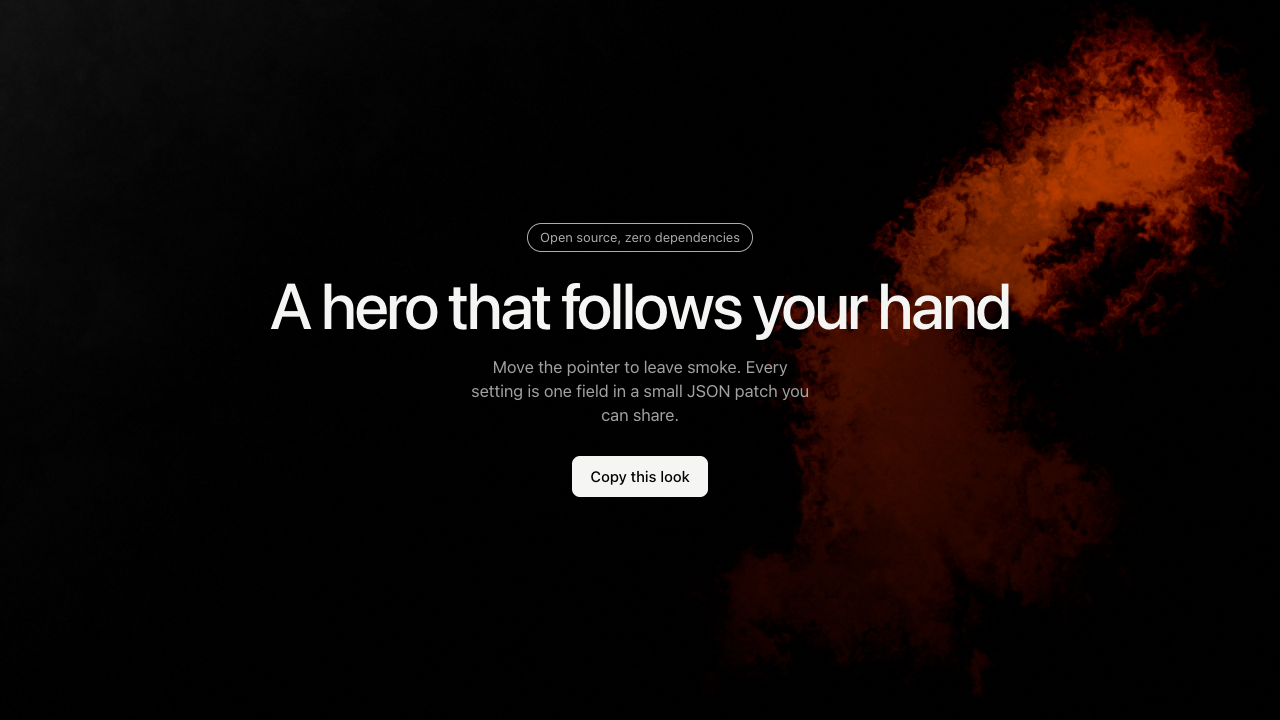 Open source, zero dependencies
A hero that follows your hand
Move the pointer to leave smoke. Every
setting is one field in a small JSON patch you
can share.
Copy this look